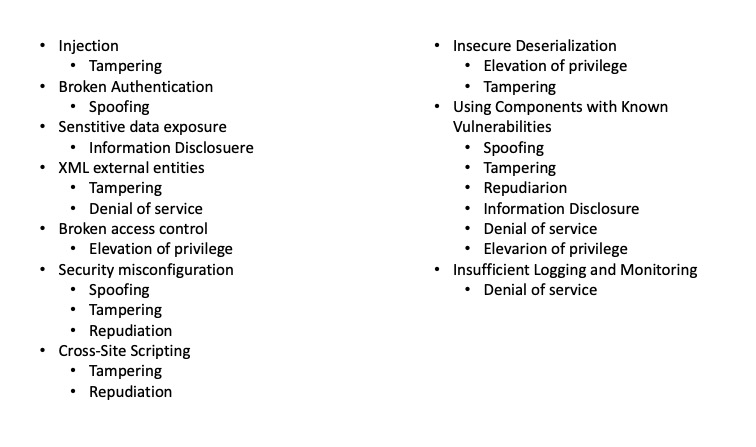 • Injection
• Tampering
• Broken Authentication
• Spoofing
• Senstitive data exposure
• Information Disclosuere
• XML external entities
• Tampering
• Denial of service
• Broken access control
• Elevation of privilege
• Security misconfiguration
• Spoofing
• Tampering
• Repudiation
• Cross-Site Scripting
• Tampering
• Repudiation
• Insecure Deserialization
• Elevation of privilege
• Tampering
• Using Components with Known
Vulnerabilities
• Spoofing
• Tampering
• Repudiarion
• Information Disclosure
• Denial of service
• Elevarion of privilege
• Insufficient Logging and Monitoring
• Denial of service